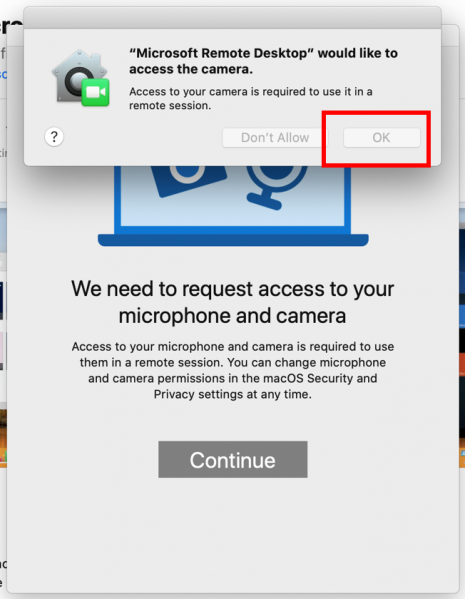 “Microsoft Remote Desktop” would like to
access the camera.
Access to your camera is required to use it in a
remote session.
?
Don’t Allow
OK
We need to request access to your
microphone and camera
Access to your microphone and camera is required to use
them in a remote session. You can change microphone
and camera permissions in the macOS Security and
Privacy settings at any time.
Continue